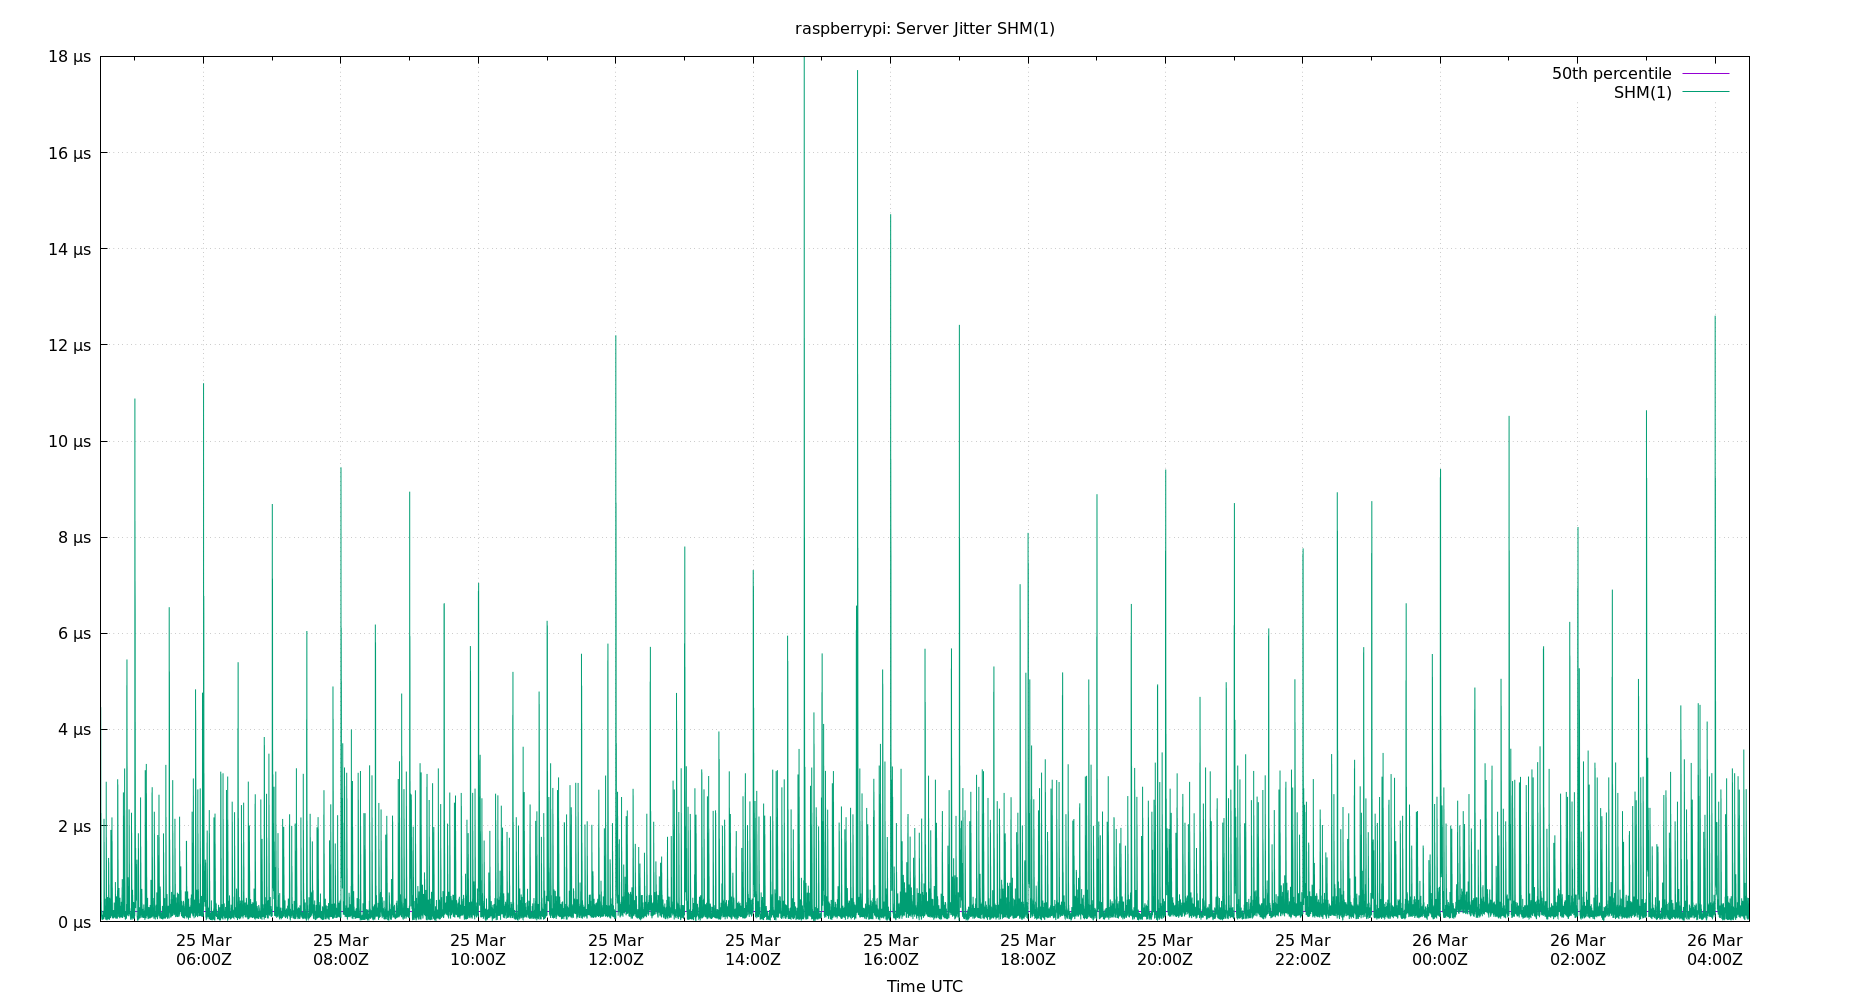 raspberrypi: Server Jitter SHM(1)
18 µs
16 µs
14 µs
12 µs
10 µs
8 µs
6 µs
4 µs
2 µs
0 µs
50th percentile
SHM(1)
25 Mar 25 Mar 25 Mar 25 Mar 25 Mar 25 Mar 25 Mar 25 Mar 25 Mar 26 Mar 26 Mar 26 Mar
06:00Z 08:00Z 10:00Z 12:00Z 14:00Z 16:00Z 18:00Z 20:00Z 22:00Z 00:00Z 02:00Z 04:00Z
Time UTC